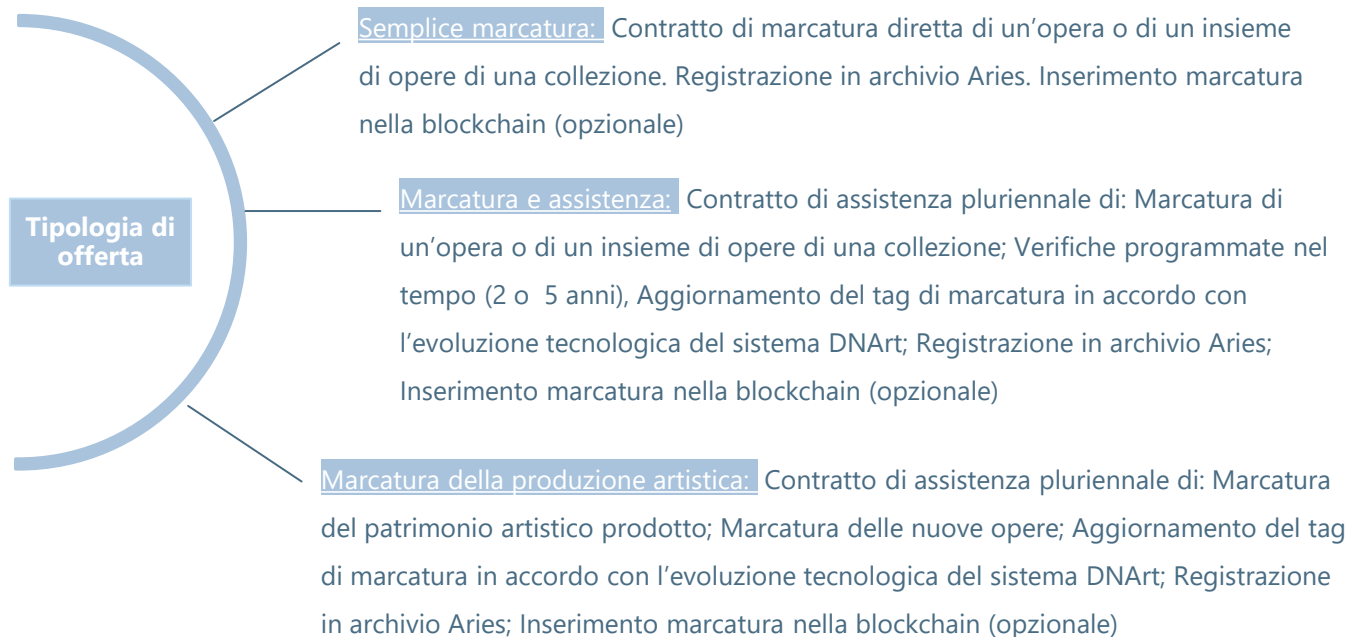 Semplice marcatura: Contratto di marcatura diretta di un’opera o di un insieme
di opere di una collezione. Registrazione in archivio Aries. Inserimento marcatura
nella blockchain (opzionale)
Tipologia di
offerta
Marcatura e assistenza: Contratto di assistenza pluriennale di: Marcatura di
un’opera o di un insieme di opere di una collezione; Verifiche programmate nel
tempo (2 o  5 anni), Aggiornamento del tag di marcatura in accordo con
l’evoluzione tecnologica del sistema DNArt; Registrazione in archivio Aries;
Inserimento marcatura nella blockchain (opzionale)
Marcatura della produzione artistica: Contratto di assistenza pluriennale di: Marcatura
del patrimonio artistico prodotto; Marcatura delle nuove opere; Aggiornamento del tag
di marcatura in accordo con l’evoluzione tecnologica del sistema DNArt; Registrazione
in archivio Aries; Inserimento marcatura nella blockchain (opzionale)